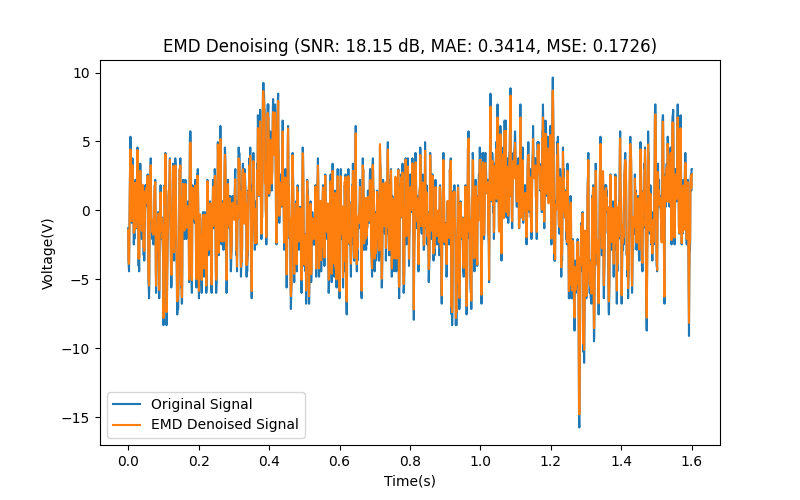 EMD Denoising (SNR: 18.15 dB, MAE: 0.3414, MSE: 0.1726)
10
5
0
−5
−10
−15
Voltage(V)
Original Signal
EMD Denoised Signal
0.0 0.2 0.4 0.6 0.8 1.0 1.2 1.4 1.6
Time(s)